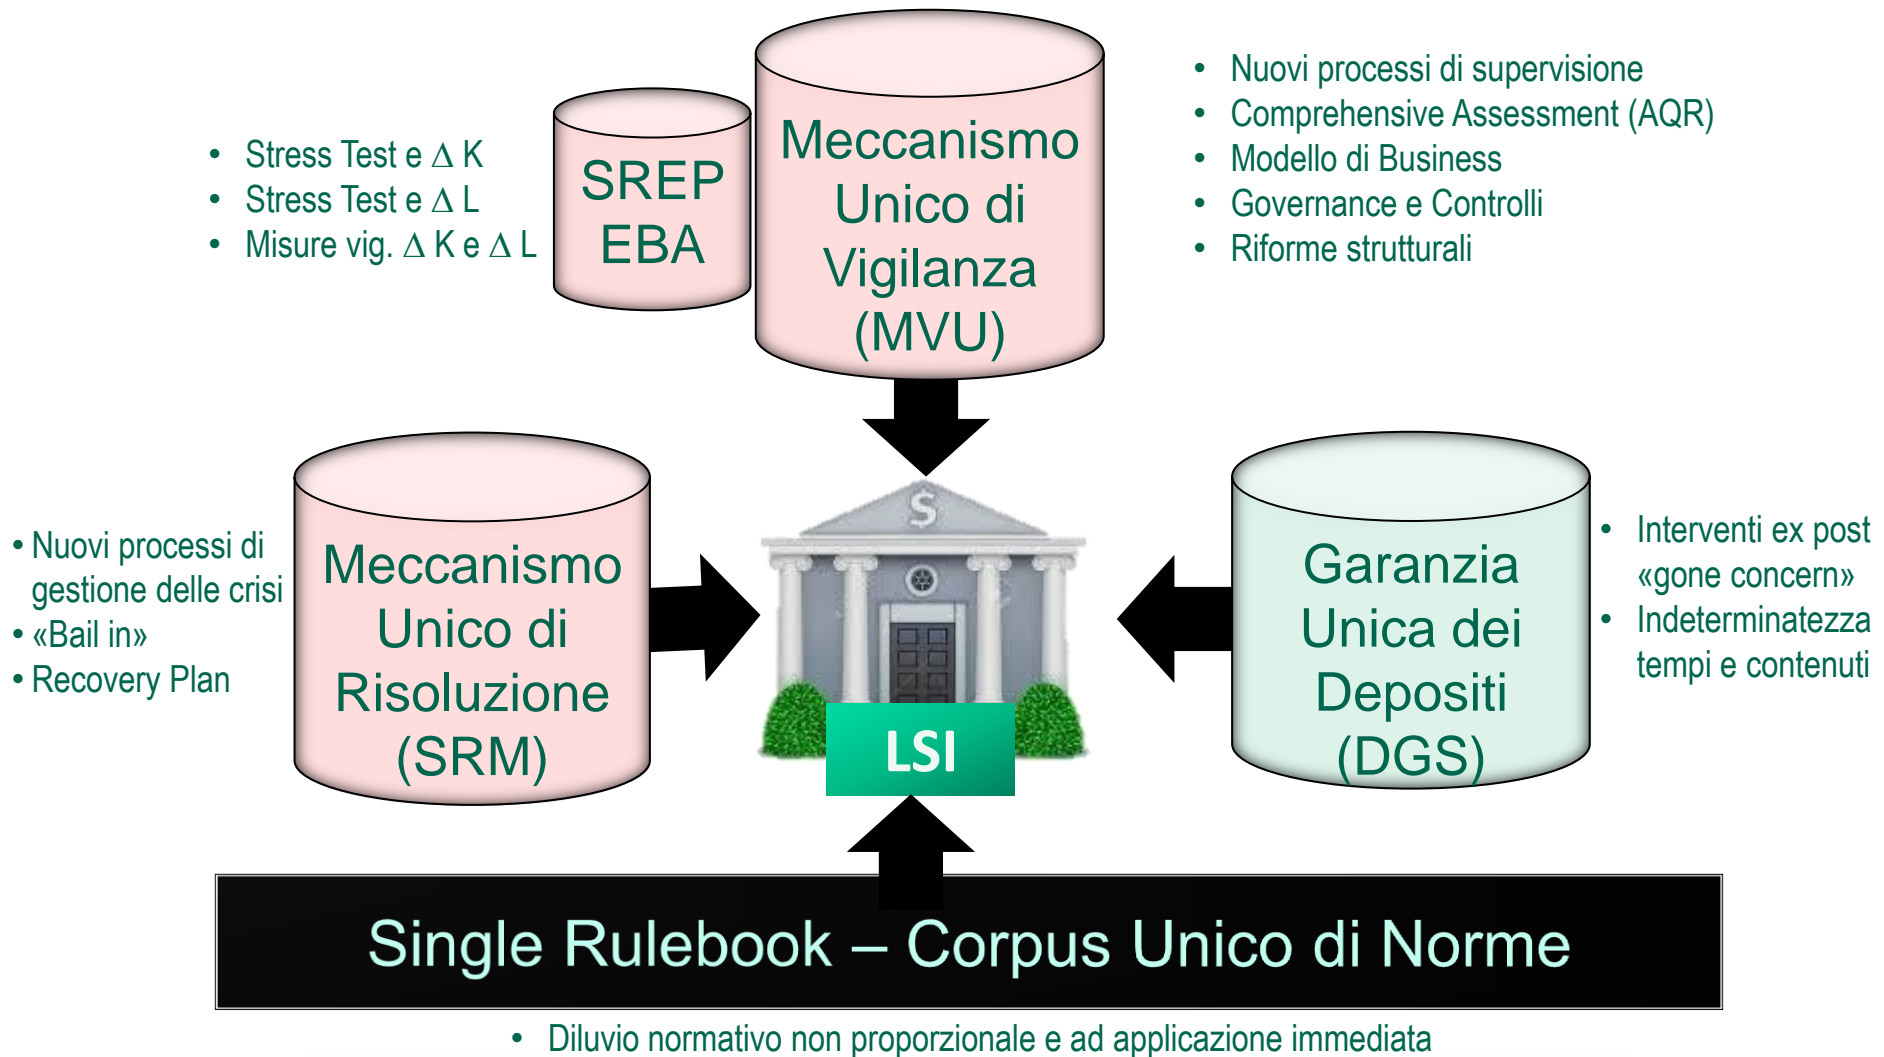 • Stress Test e ∆ K
• Stress Test e ∆ L
• Misure vig. ∆ K e ∆ L
SREP
EBA
Meccanismo
Unico di
Vigilanza
(MVU)
• Nuovi processi di supervisione
• Comprehensive Assessment (AQR)
• Modello di Business
• Governance e Controlli
• Riforme strutturali
• Nuovi processi di
gestione delle crisi
• «Bail in»
• Recovery Plan
Meccanismo
Unico di
Risoluzione
(SRM)
$
LSI
Garanzia
Unica dei
Depositi
(DGS)
• Interventi ex post
«gone concern»
• Indeterminatezza
tempi e contenuti
Single Rulebook – Corpus Unico di Norme
• Diluvio normativo non proporzionale e ad applicazione immediata